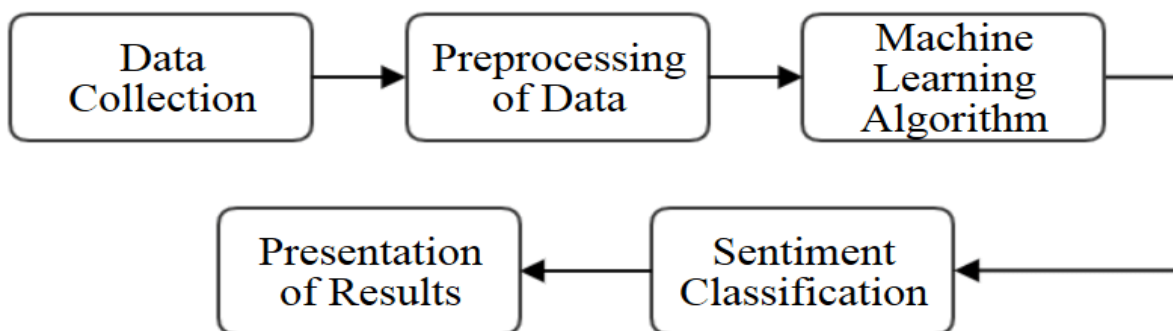 Data
Collection
Preprocessing
of Data
Machine
Learning
Algorithm
Sentiment
Classification
Presentation
of Results